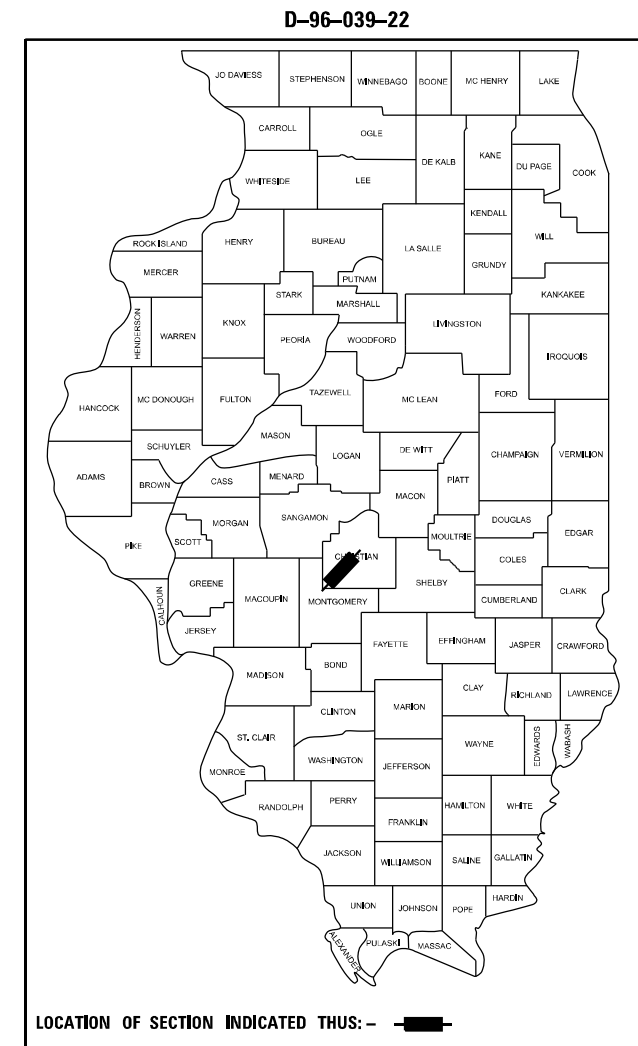 D-96-039-22
JO DAVIESS STEPHENSON WINNEBAGO BOONE MC HENRY LAKE
CARROLL OGLE DE KALB KANE DU PAGE COOK
WHITESIDE LEE
KENDALL
ROCK ISLAND HENRY BUREAU LA SALLE WILL
GRUNDY
MERCER PUTNAM
STARK MARSHALL KANKAKEE
HENDERSON WARREN KNOX PEORIA WOODFORD LIVINGSTON IROQUOIS
HANCOCK MC DONOUGH FULTON TAZEWELL MC LEAN FORD
MASON
SCHUYLER LOGAN DE WITT CHAMPAIGN VERMILION
ADAMS BROWN CASS MENARD MACON PIATT
SANGAMON
PIKE SCOTT MORGAN MOULTRIE DOUGLAS EDGAR
CHRISTIAN COLES
CALHOUN GREENE MACOUPIN MONTGOMERY SHELBY CUMBERLAND CLARK
JERSEY FAYETTE EFFINGHAM JASPER CRAWFORD
MADISON BOND CLAY RICHLAND LAWRENCE
CLINTON MARION
ST. CLAIR WASHINGTON WAYNE EDWARDS WABASH
MONROE JEFFERSON
RANDOLPH PERRY HAMILTON WHITE
FRANKLIN
JACKSON WILLIAMSON SALINE GALLATIN
UNION JOHNSON POPE HARDIN
ALEXANDER PULASKI MASSAC
LOCATION OF SECTION INDICATED THUS: -